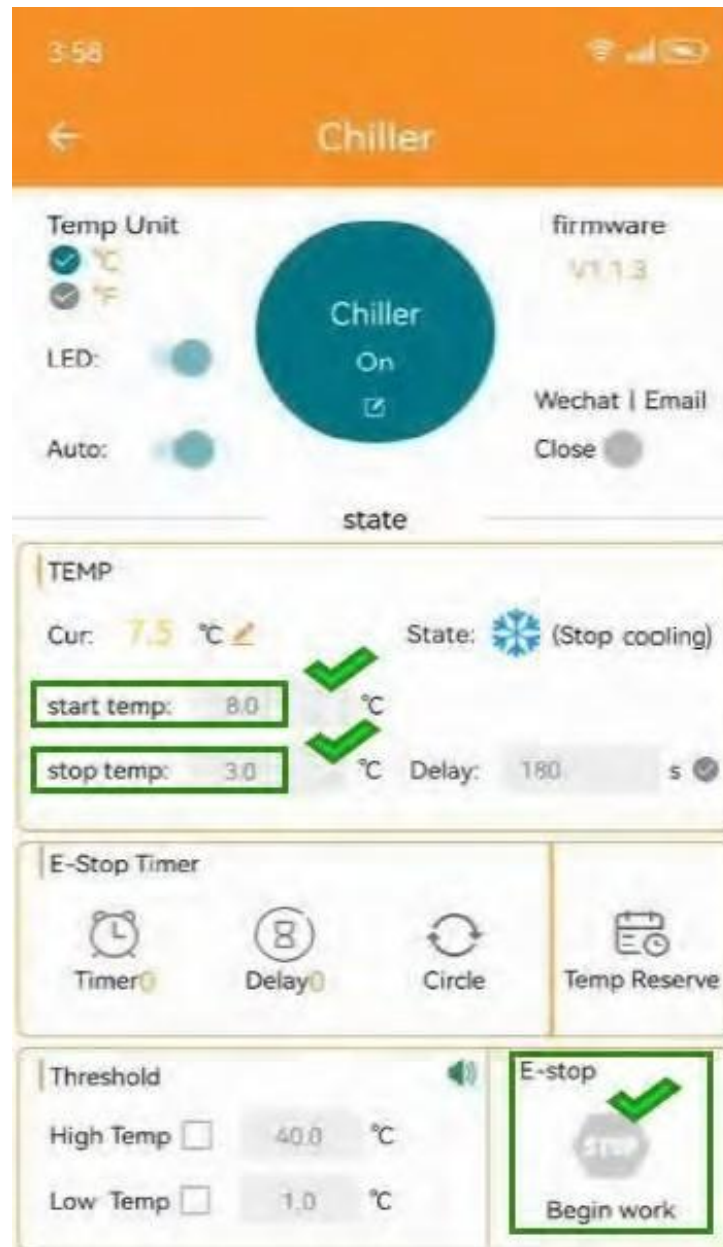 3:58
Chiller
Temp Unit
℃
°F
firmware
V1.1.3
Chiller
On
LED:
Wechat | Email
Auto:
Close
state
TEMP
Cur: 7.5 ℃
State: (Stop cooling)
start temp: 8.0 ℃
stop temp: 3.0 ℃ Delay: 180. s
E-Stop Timer
Timer0 Delay0 Circle Temp Reserve
Threshold
E-stop
High Temp 40.0 ℃
STOP
Low Temp 1.0 ℃
Begin work